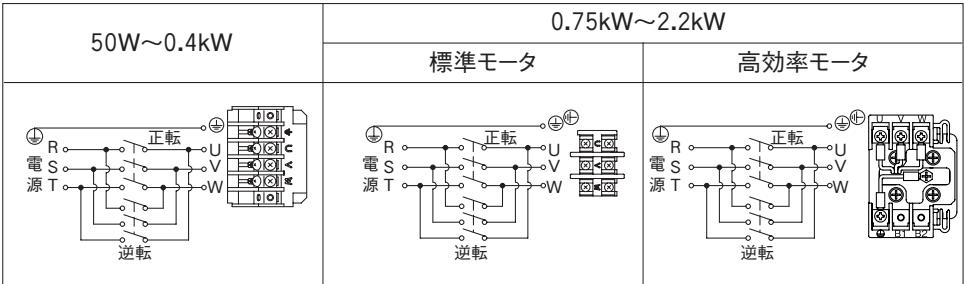 50W～0.4kW
0.75kW～2.2kW
標準モータ
高効率モータ
正転
R
U
電 S
V
源 T
W
逆転
U
V
W
正転
R
U
電 S
V
源 T
W
逆転
U
V
W
正転
R
U
電 S
V
源 T
W
逆転
V W
B1 B2